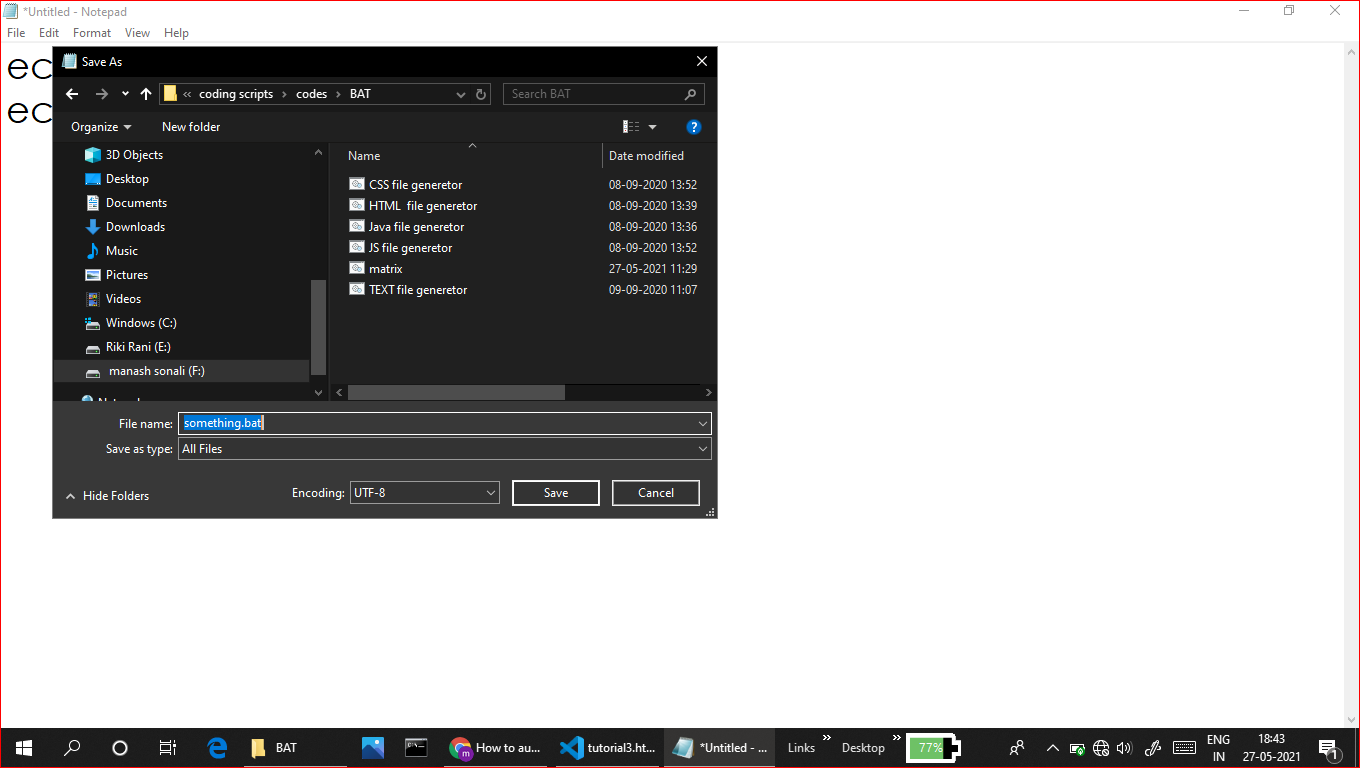 *Untitled - Notepad
File Edit Format View Help
ec
ec
Save As
« coding scripts › codes › BAT
Search BAT
Organize New folder
Name Date modified
3D Objects
Desktop
Documents
Downloads
Music
Pictures
Videos
Windows (C:)
Riki Rani (E:)
manash sonali (F:)
CSS file generetor 08-09-2020 13:52
HTML file generetor 08-09-2020 13:39
Java file generetor 08-09-2020 13:36
JS file generetor 08-09-2020 13:52
matrix 27-05-2021 11:29
TEXT file generetor 09-09-2020 11:07
File name: something.bat
Save as type: All Files
Hide Folders Encoding: UTF-8 Save Cancel
BAT How to au... tutorial3.ht... *Untitled - ... Links » Desktop » 77% ENG 18:43
IN 27-05-2021 1